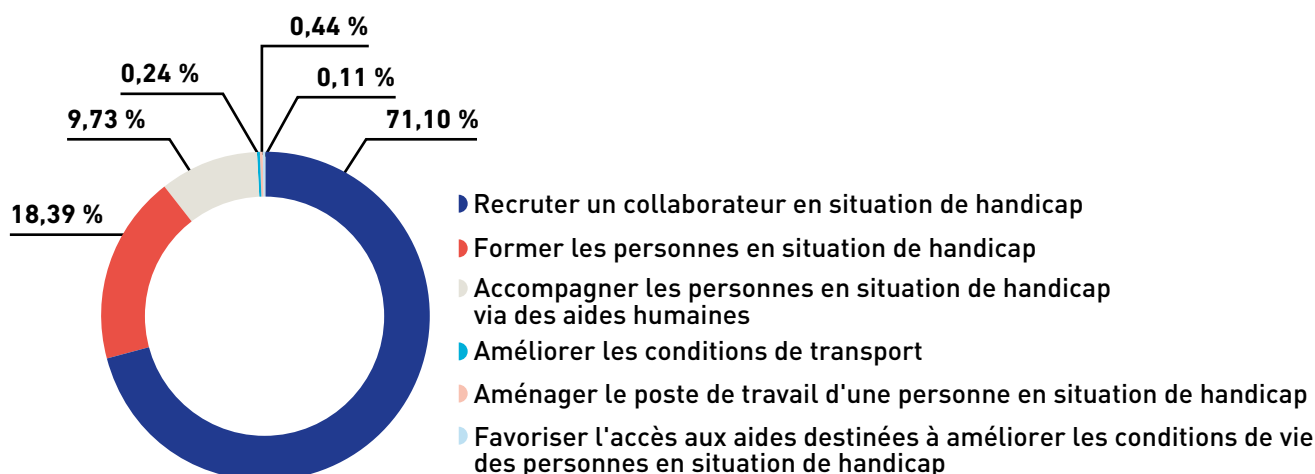 0,44 %
0,24 %
0,11 %
9,73 %
71,10 %
18,39 %
Recruter un collaborateur en situation de handicap
Former les personnes en situation de handicap
Accompagner les personnes en situation de handicap
via des aides humaines
Améliorer les conditions de transport
Aménager le poste de travail d'une personne en situation de handicap
Favoriser l'accès aux aides destinées à améliorer les conditions de vie
des personnes en situation de handicap